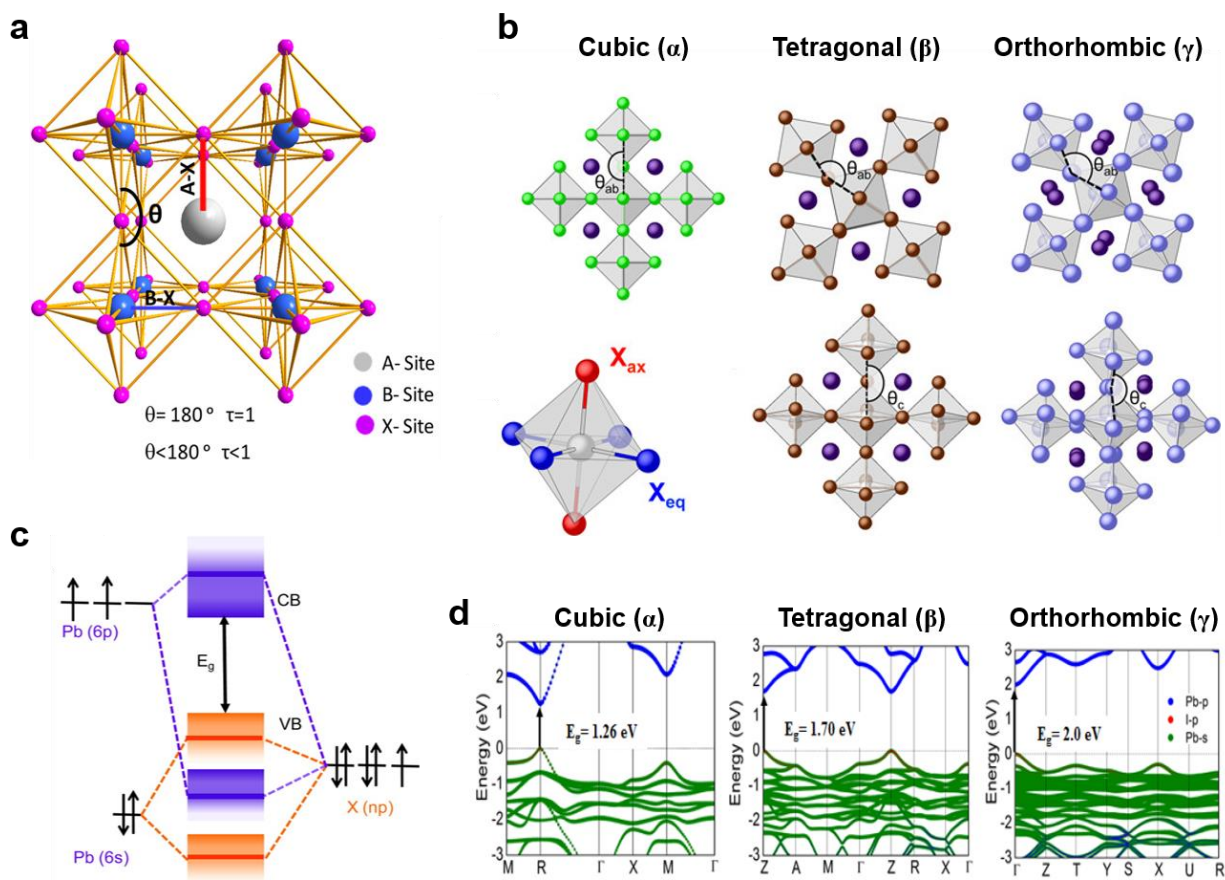 a
A-X
θ
B-X
A- Site
B- Site
X- Site
θ= 180° τ=1
θ<180° τ<1
b
Cubic (α)
Tetragonal (β)
Orthorhombic (γ)
θab
θab
θab
Xax
Xeq
θc
θc
c
CB
Pb (6p)
Eg
VB
X (np)
Pb (6s)
d
Cubic (α)
Tetragonal (β)
Orthorhombic (γ)
Energy (eV)
3
2
1
0
-1
-2
-3
Eg= 1.26 eV
M R Γ X M Γ
Energy (eV)
3
2
1
0
-1
-2
-3
Eg= 1.70 eV
Z A M Γ Z R X Γ
Energy (eV)
3
2
1
0
-1
-2
-3
Pb-p
I-p
Pb-s
Eg= 2.0 eV
Γ Z T Y S X U R